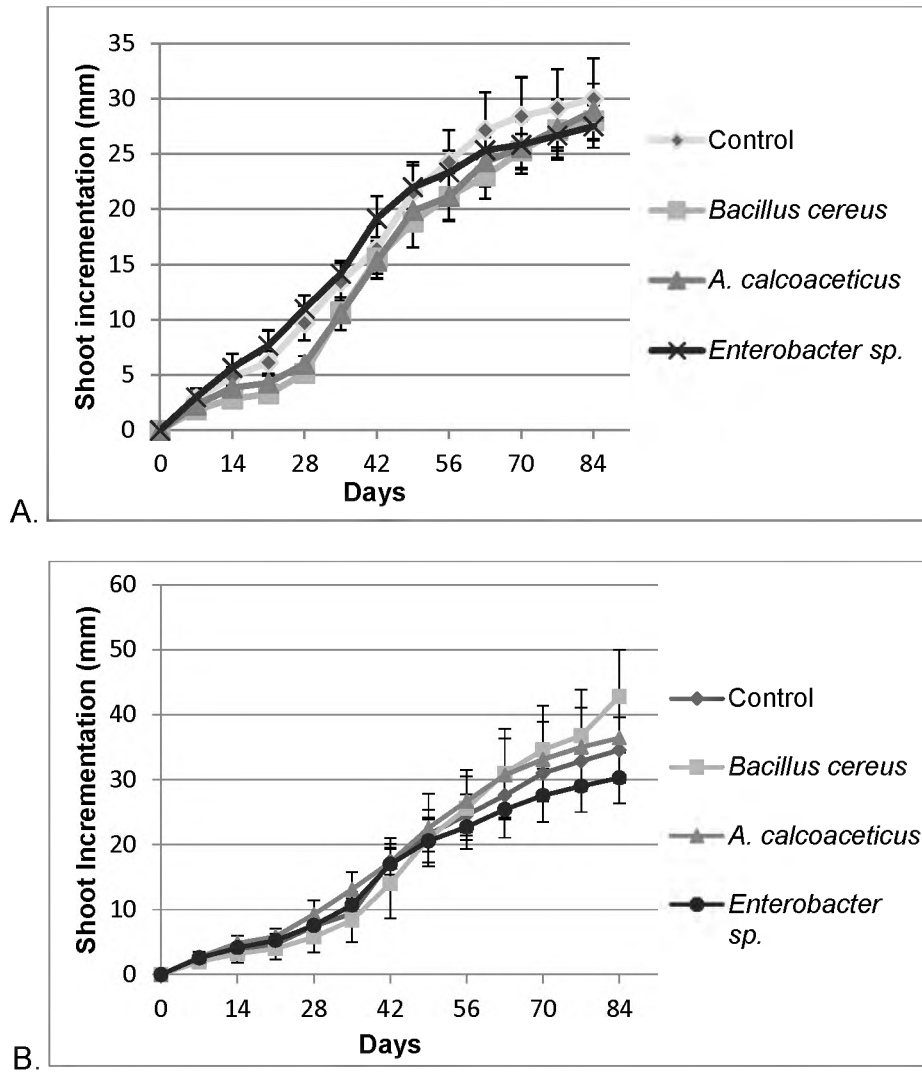 35
30
25
20
15
10
5
0
Shoot incrementation (mm)
0 14 28 42 56 70 84
Days
Control
Bacillus cereus
A. calcoaceticus
Enterobacter sp.
A.
60
50
40
30
20
10
0
Shoot Incrementation (mm)
0 14 28 42 56 70 84
Days
Control
Bacillus cereus
A. calcoaceticus
Enterobacter
sp.
B.